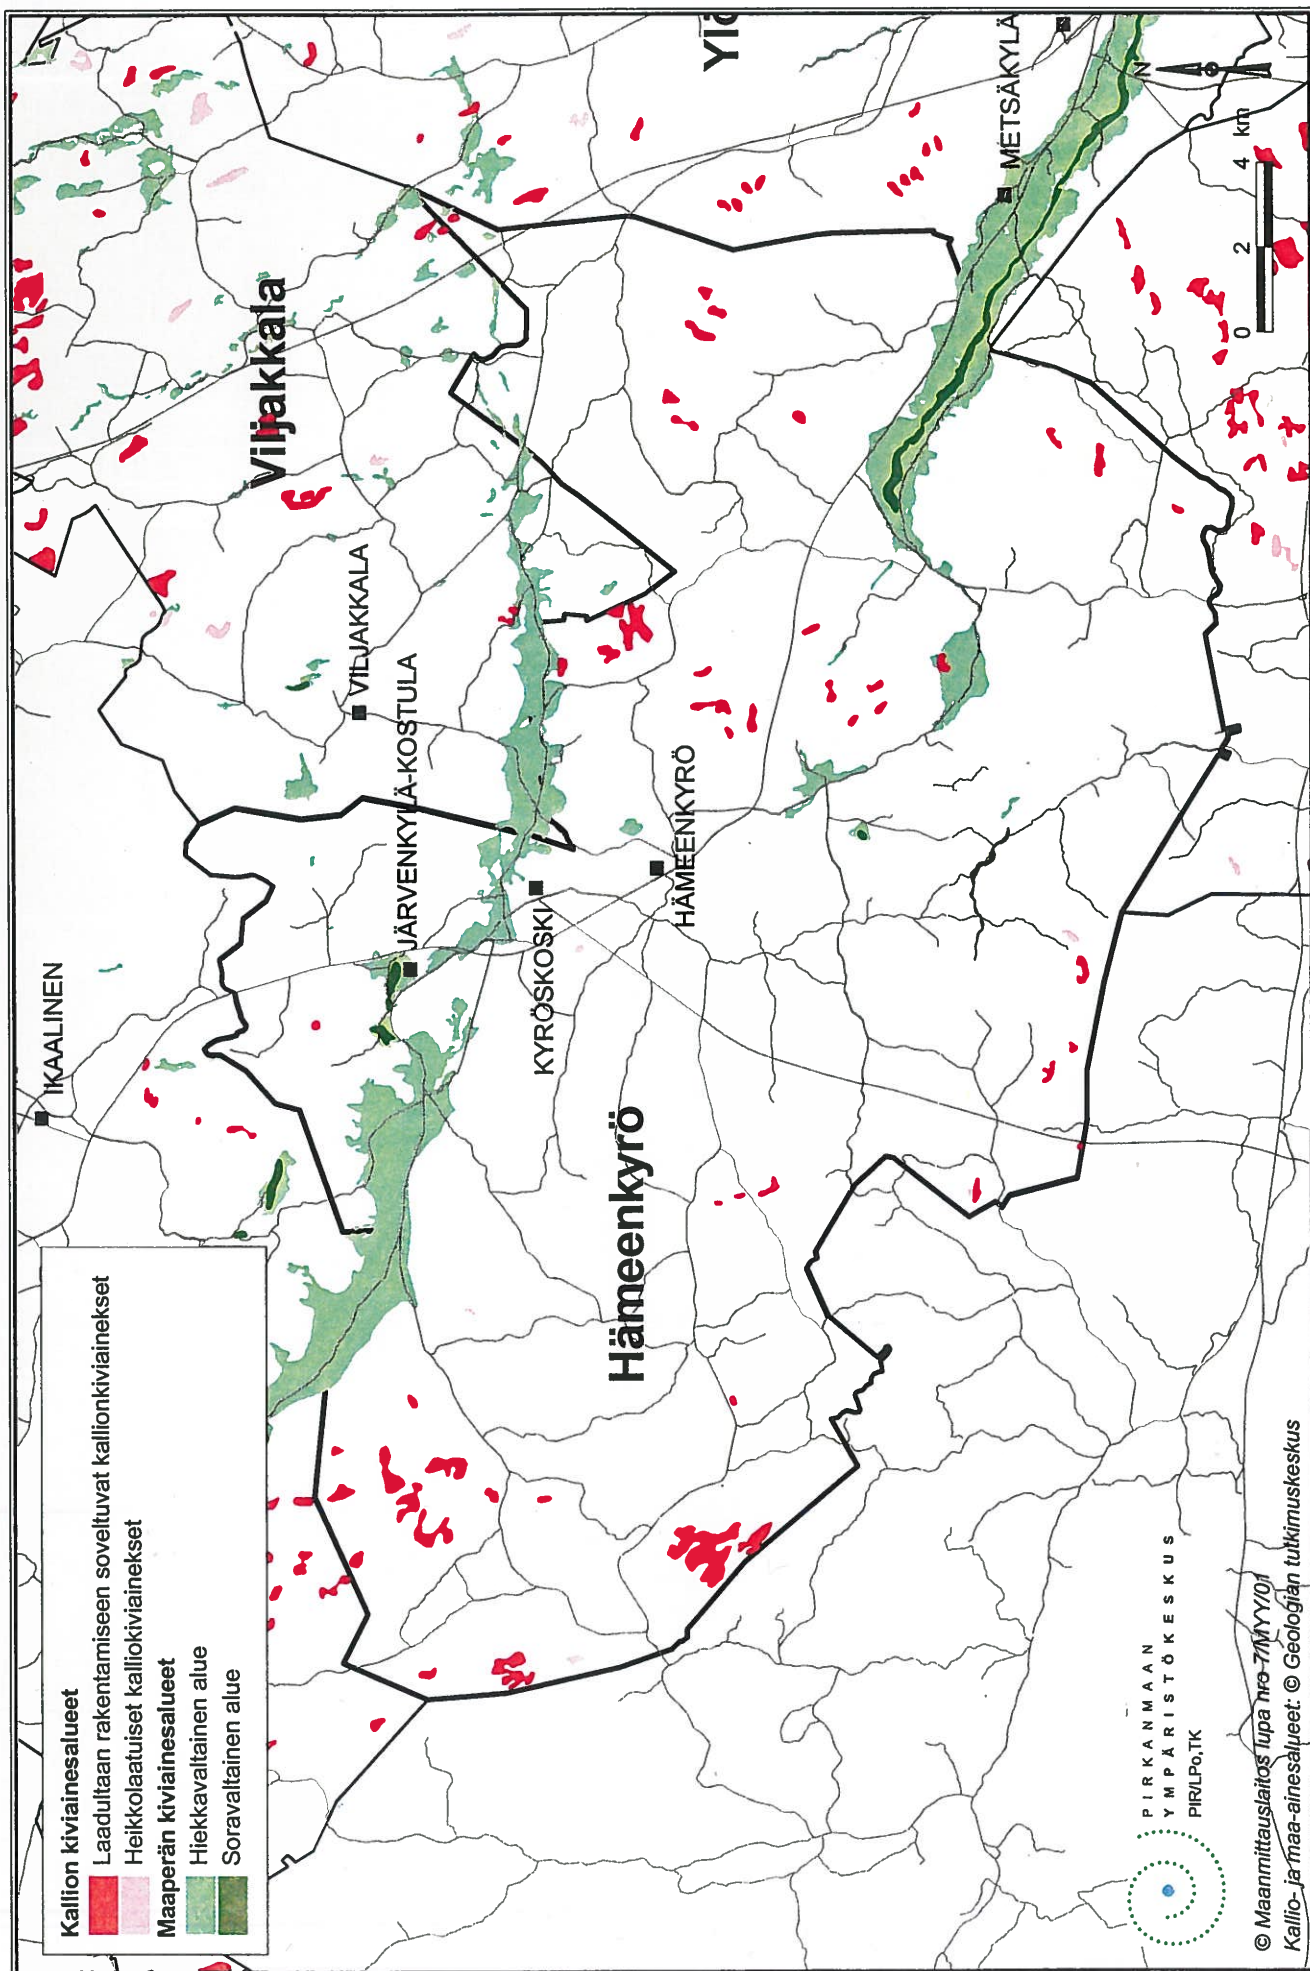 Kallion kiviainesalueet
Laadultaan rakentamiseen soveltuvat kallionkiviainekset
Heikkolaatuiset kalliokiviainekset
Maaperän kiviainesalueet
Hiekkavaltainen alue
Soravaltainen alue
IKAALINEN
JÄRVENKYLÄ-KOSTULA
VILJAKKALA
Viljakkala
KYRÖSKOSKI
HÄMEENKYRÖ
Hämeenkyrö
METSÄKYLÄ
N
0 2 4 km
PIRKANMAAN
YMPÄRISTÖKESKUS
PIR/LPo,TK
© Maanmittauslaitos lupa nro 7/MYY/01
Kallio- ja maa-ainesalueet: © Geologian tutkimuskeskus